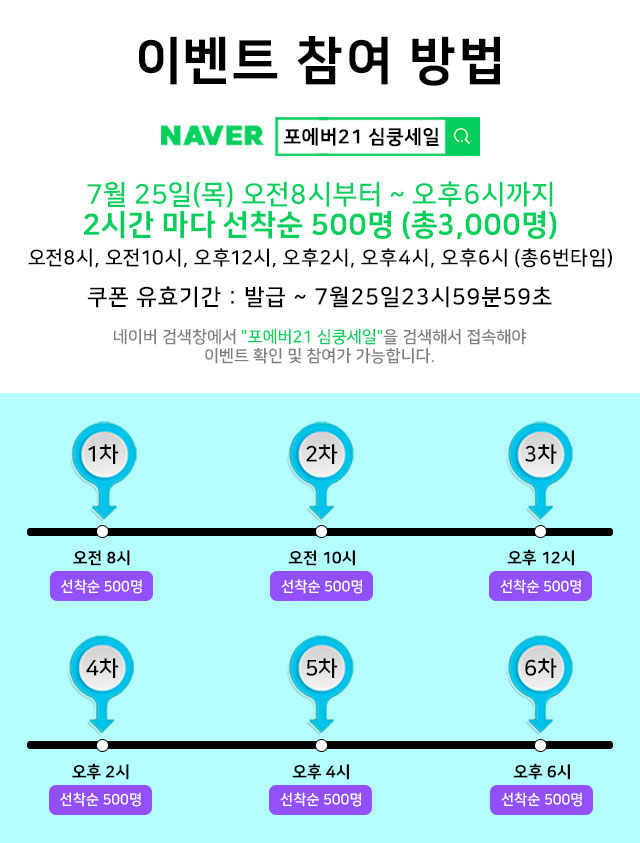 이벤트 참여 방법
NAVER 포에버21 심쿵세일
7월 25일(목) 오전8시부터 ~ 오후6시까지
2시간 마다 선착순 500명 (총3,000명)
오전8시, 오전10시, 오후12시, 오후2시, 오후4시, 오후6시 (총6번타임)
쿠폰 유효기간 : 발급 ~ 7월25일23시59분59초
네이버 검색창에서 "포에버21 심쿵세일"을 검색해서 접속해야
이벤트 확인 및 참여가 가능합니다.
1차 2차 3차
오전 8시 오전 10시 오후 12시
선착순 500명 선착순 500명 선착순 500명
4차 5차 6차
오후 2시 오후 4시 오후 6시
선착순 500명 선착순 500명 선착순 500명